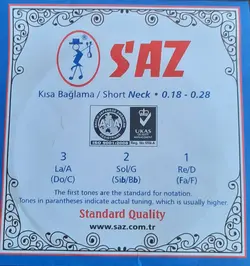 SAZ
Kısa Bağlama / Short Neck • 0.18 - 0.28
UKAS
3 2 1
La/A Sol/G Re/D
(Do/C) (Sib/Bb) (Fa/F)
The first tones are the standard for notation.
Tones in parantheses indicate actual tuning, which is usually higher.
Standard Quality
www.saz.com.tr